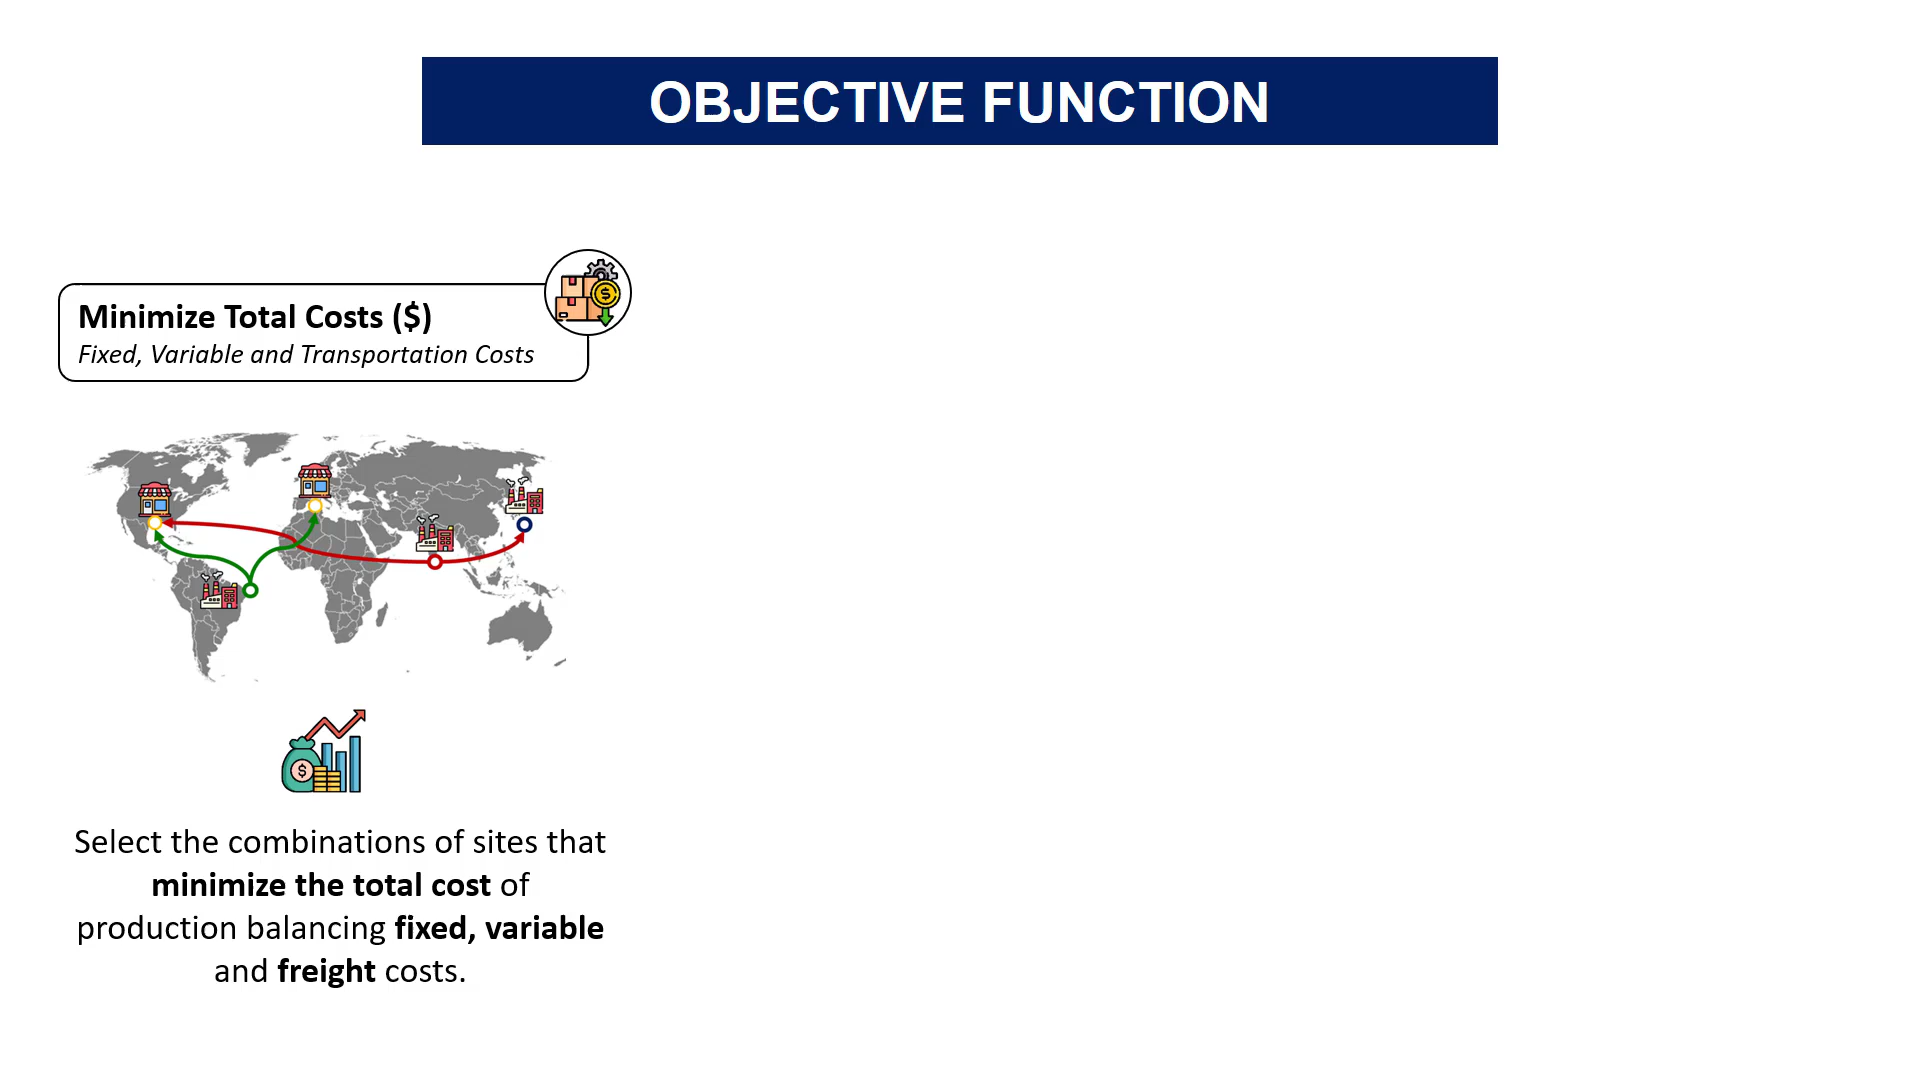 OBJECTIVE FUNCTION
Minimize Total Costs ($)
Fixed, Variable and Transportation Costs
Select the combinations of sites that
minimize the total cost of
production balancing fixed, variable
and freight costs.